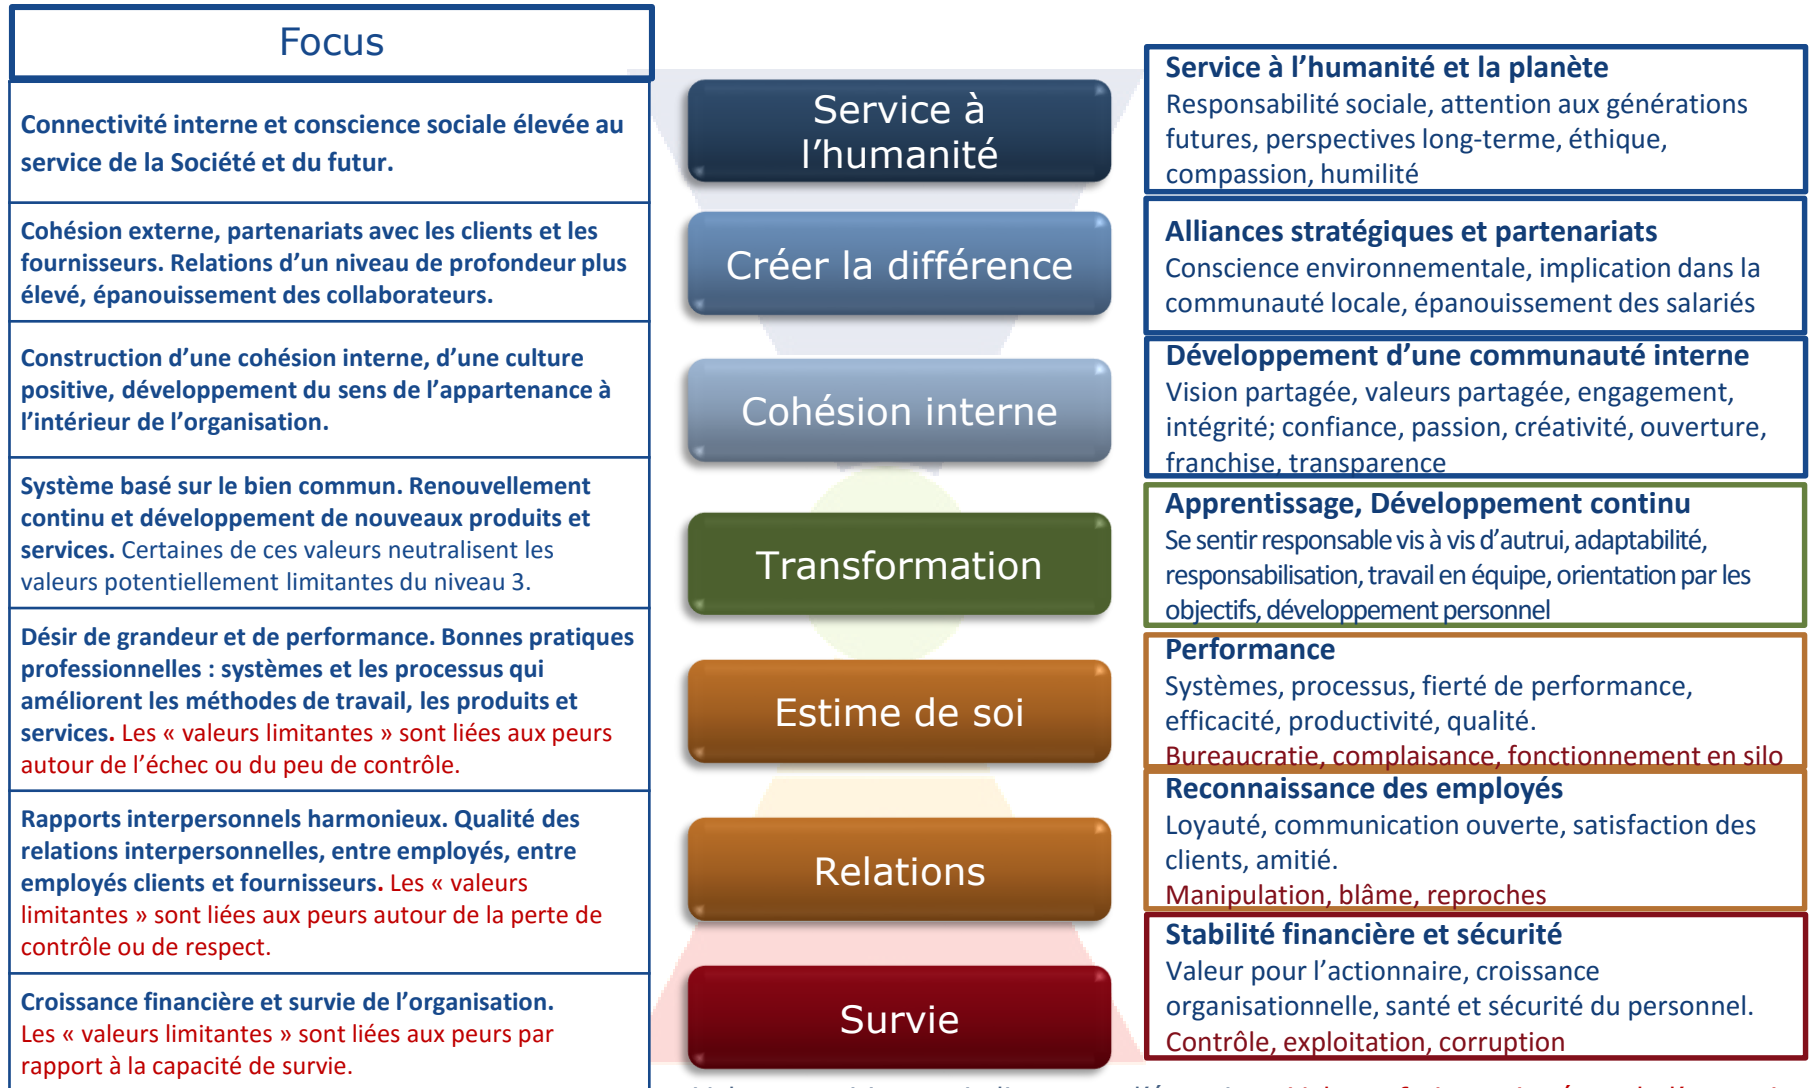 Focus
Connectivité interne et conscience sociale élevée au
service de la Société et du futur.
Service à
l'humanité
Service à l'humanité et la planète
Responsabilité sociale, attention aux générations
futures, perspectives long-terme, éthique,
compassion, humilité
Cohésion externe, partenariats avec les clients et les
fournisseurs. Relations d'un niveau de profondeur plus
élevé, épanouissement des collaborateurs.
Créer la différence
Alliances stratégiques et partenariats
Conscience environnementale, implication dans la
communauté locale, épanouissement des salariés
Construction d'une cohésion interne, d'une culture
positive, développement du sens de l'appartenance à
l'intérieur de l'organisation.
Cohésion interne
Développement d'une communauté interne
Vision partagée, valeurs partagée, engagement,
intégrité; confiance, passion, créativité, ouverture,
franchise, transparence
Système basé sur le bien commun. Renouvellement
continu et développement de nouveaux produits et
services. Certaines de ces valeurs neutralisent les
valeurs potentiellement limitantes du niveau 3.
Transformation
Apprentissage, Développement continu
Se sentir responsable vis à vis d'autrui, adaptabilité,
responsabilisation, travail en équipe, orientation par les
objectifs, développement personnel
Désir de grandeur et de performance. Bonnes pratiques
professionnelles : systèmes et les processus qui
améliorent les méthodes de travail, les produits et
services. Les « valeurs limitantes » sont liées aux peurs
autour de l'échec ou du peu de contrôle.
Estime de soi
Performance
Systèmes, processus, fierté de performance,
efficacité, productivité, qualité.
Bureaucratie, complaisance, fonctionnement en silo
Rapports interpersonnels harmonieux. Qualité des
relations interpersonnelles, entre employés, entre
employés clients et fournisseurs. Les « valeurs
limitantes » sont liées aux peurs autour de la perte de
contrôle ou de respect.
Relations
Reconnaissance des employés
Loyauté, communication ouverte, satisfaction des
clients, amitié.
Manipulation, blâme, reproches
Croissance financière et survie de l'organisation.
Les « valeurs limitantes » sont liées aux peurs par
rapport à la capacité de survie.
Survie
Stabilité financière et sécurité
Valeur pour l'actionnaire, croissance
organisationnelle, santé et sécurité du personnel.
Contrôle, exploitation, corruption